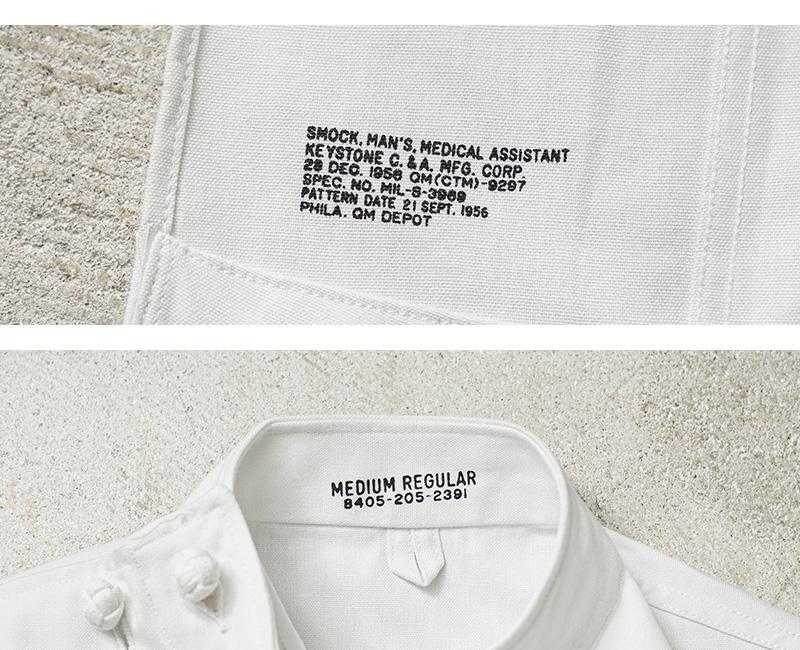 SMOCK, MAN'S, MEDICAL ASSISTANT
KEYSTONE C. & A. MFG. CORP.
28 DEC. 1956 QM(CTM)-9297
SPEC. NO. MIL-S-3969
PATTERN DATE 21 SEPT. 1956
PHILA. QM DEPOT
MEDIUM REGULAR
8405-205-2391